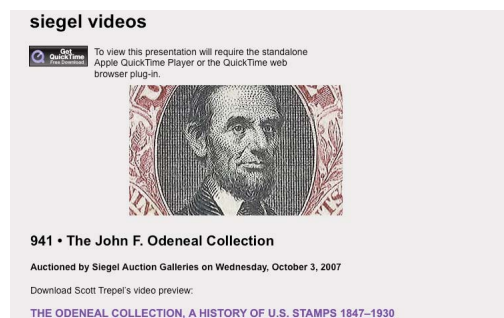 siegel videos
Get
QuickTime
Free Download
To view this presentation will require the standalone
Apple QuickTime Player or the QuickTime web
browser plug-in.
941 • The John F. Odeneal Collection
Auctioned by Siegel Auction Galleries on Wednesday, October 3, 2007
Download Scott Trepel's video preview:
THE ODENEAL COLLECTION, A HISTORY OF U.S. STAMPS 1847–1930